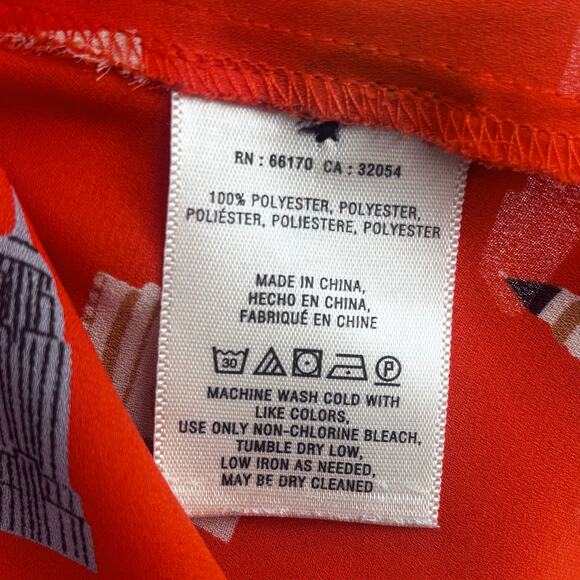 RN : 66170 CA : 32054
100% POLYESTER, POLYESTER,
POLIÉSTER, POLIESTERE, POLYESTER
MADE IN CHINA,
HECHO EN CHINA,
FABRIQUÉ EN CHINE
30 P
MACHINE WASH COLD WITH
LIKE COLORS,
USE ONLY NON-CHLORINE BLEACH,
TUMBLE DRY LOW,
LOW IRON AS NEEDED,
MAY BE DRY CLEANED